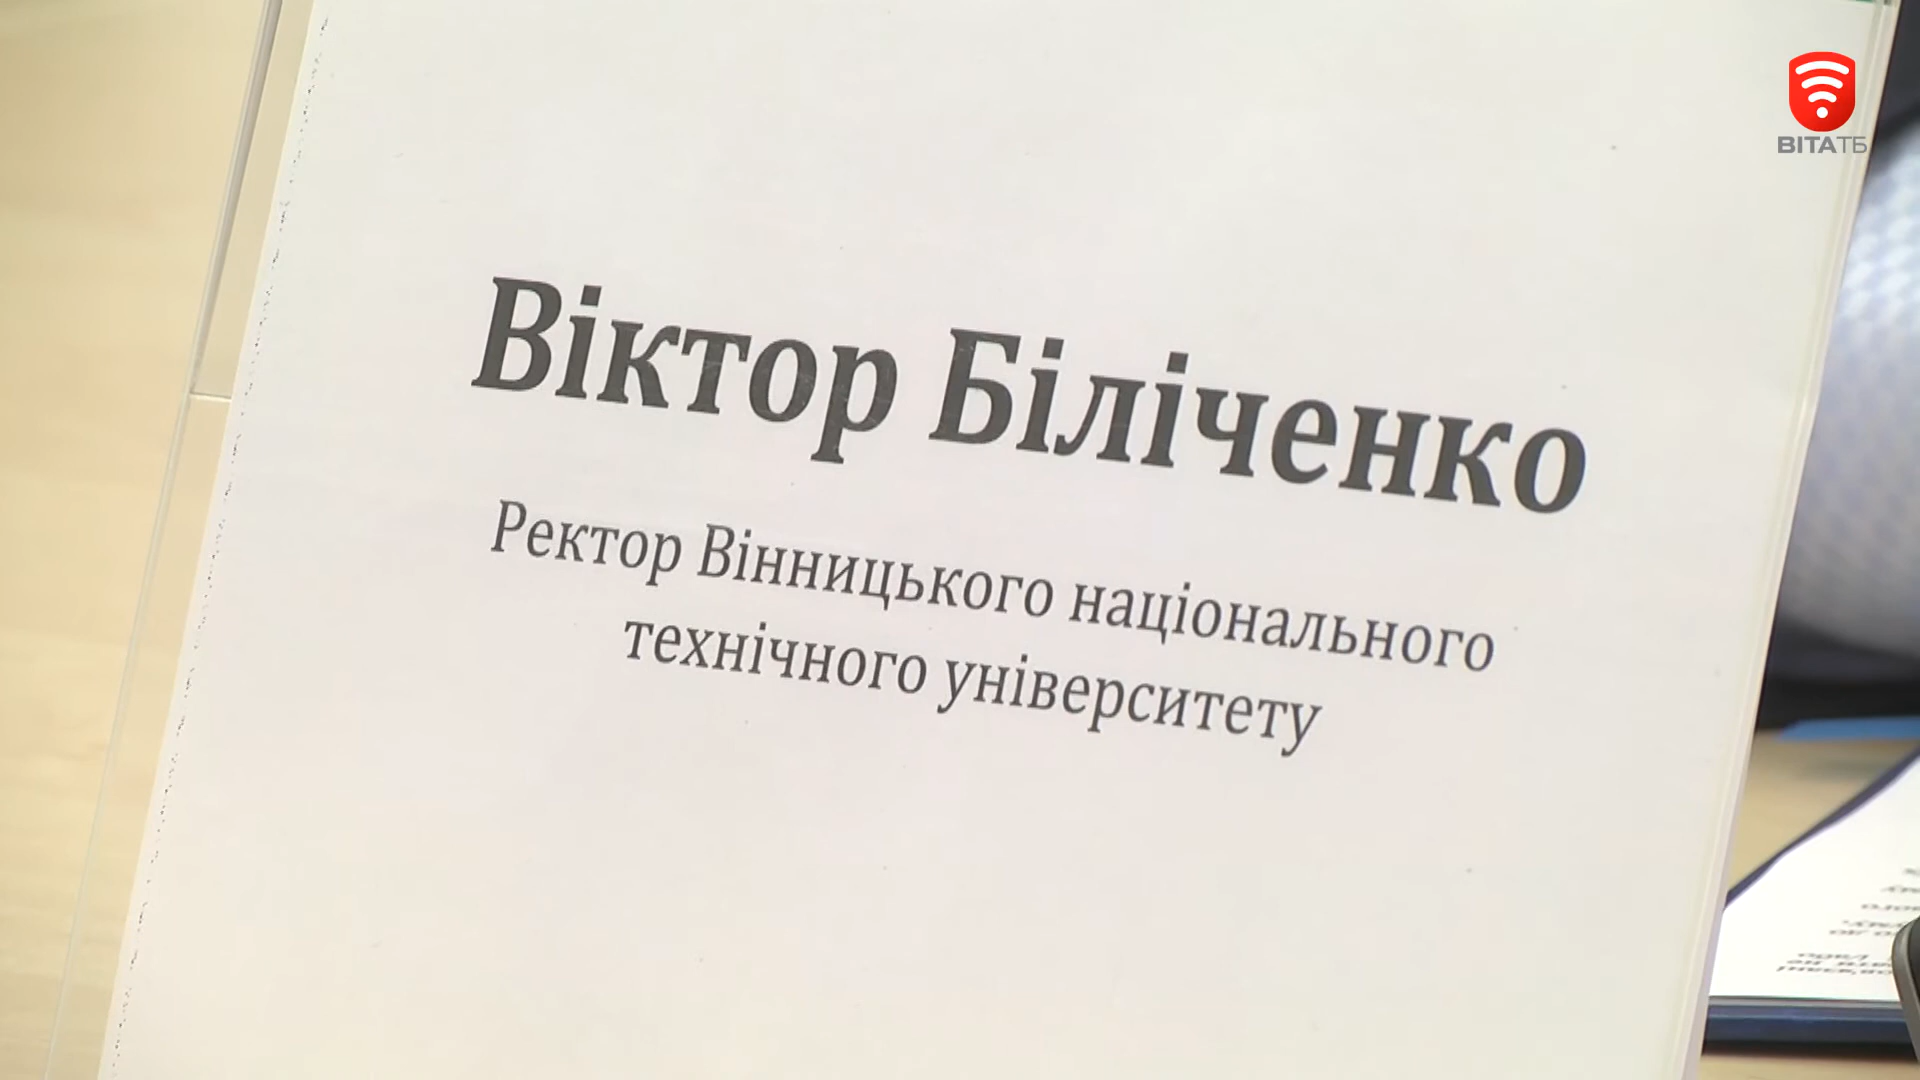 ВІТАТБ
Віктор Біліченко
Ректор Вінницького національного
технічного університету